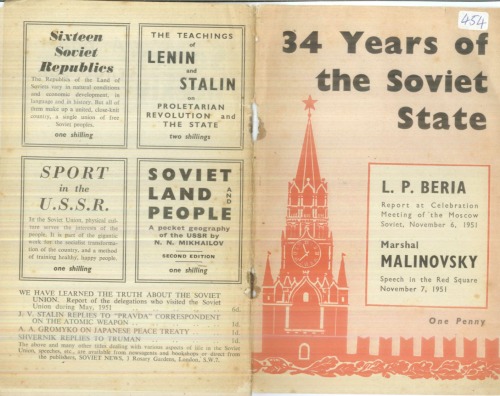 Sixteen
Soviet
Republics
The Republics of the Land of
Soviets vary in natural conditions
and economic development, in
language and in history. But all of
them make up a united, close-knit
country, a single union of free
Soviet peoples.
one shilling
THE TEACHINGS
of
LENIN
and
STALIN
on
PROLETARIAN
REVOLUTION and
THE STATE
two shillings
SPORT
in the
U.S.S.R.
In the Soviet Union, physical cul-
ture serves the interests of the
people. It is part of the gigantic
work for the socialist transforma-
tion of the country, and a method
of training healthy, happy people.
one shilling
SOVIET
LAND AND
PEOPLE
A pocket geography
of the USSR by
N. N. MIKHAILOV
SECOND EDITION
one shilling
WE HAVE LEARNED THE TRUTH ABOUT THE SOVIET
UNION. Report of the delegations who visited the Soviet
Union during May, 1951 6d.
J. V. STALIN REPLIES TO "PRAVDA" CORRESPONDENT
ON THE ATOMIC WEAPON .. 1d.
A. A. GROMYKO ON JAPANESE PEACE TREATY 1d.
SHVERNIK REPLIES TO TRUMAN 1d.
The above and many other titles dealing with various aspects of life in the Soviet
Union, speeches, etc., are available from newsagents and bookshops or direct from
the publishers, SOVIET NEWS, 3 Rosary Gardens, London, S.W.7.
454
34 Years of
the Soviet
State
L. P. BERIA
Report at Celebration
Meeting of the Moscow
Soviet, November 6, 1951
Marshal
MALINOVSKY
Speech in the Red Square
November 7, 1951
One Penny